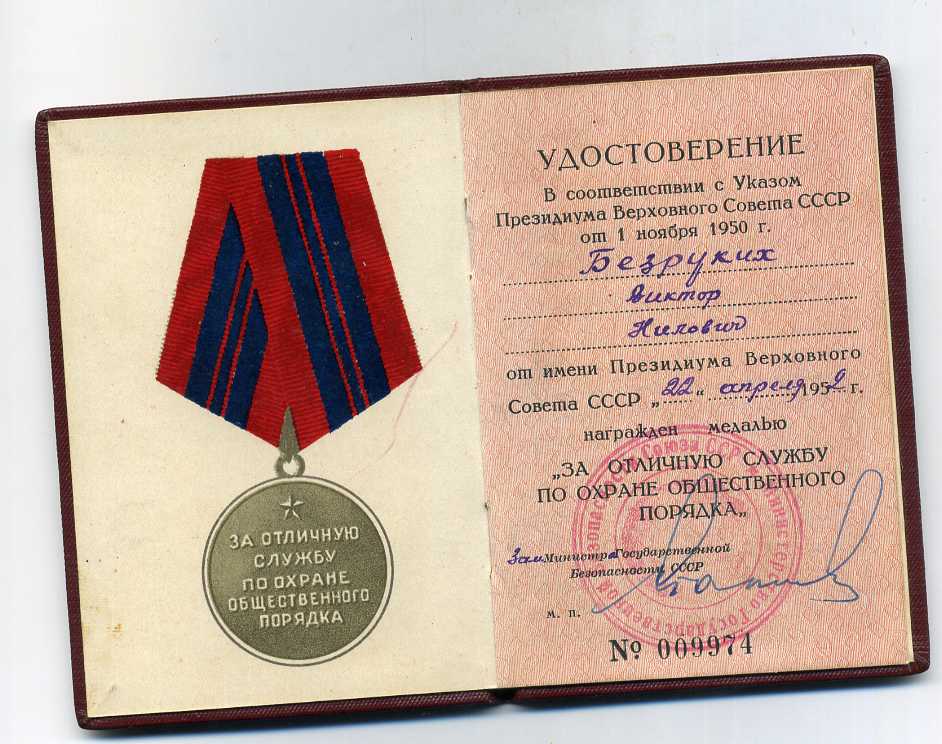 ЗА ОТЛИЧНУЮ
СЛУЖБУ
ПО ОХРАНЕ
ОБЩЕСТВЕННОГО
ПОРЯДКА
УДОСТОВЕРЕНИЕ
В соответствии с Указом
Президиума Верховного Совета СССР
от 1 ноября 1950 г.
Безруких
Виктор
Нилович
от имени Президиума Верховного
Совета СССР „22“ апреля 1952 г.
награжден медалью
„ЗА ОТЛИЧНУЮ СЛУЖБУ
ПО ОХРАНЕ ОБЩЕСТВЕННОГО
ПОРЯДКА„
Зам Министра Государственной
Безопасности СССР
м. п.
№ 009974